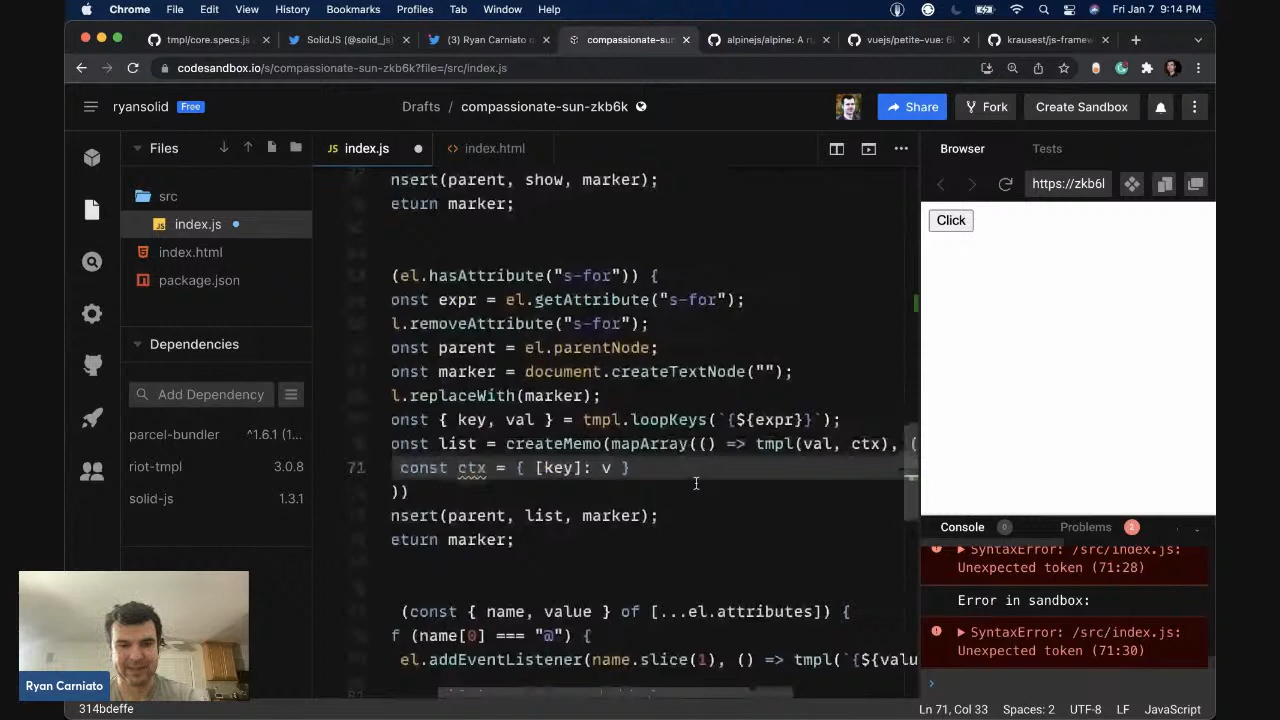 Chrome File Edit View History Bookmarks Profiles Tab Window Help
Fri Jan 7 9:14 PM
tmpl/core.specs.js
SolidJS (@solid_js)
(3) Ryan Carniato on
compassionate-sun-
alpinejs/alpine: A ru
vuejs/petite-vue: 6k
krausest/js-framew
codesandbox.io/s/compassionate-sun-zkb6k?file=/src/index.js
ryansolid Free
Drafts / compassionate-sun-zkb6k
Share Fork Create Sandbox
Files
src
index.js
index.html
package.json
Dependencies
Add Dependency
parcel-bundler ^1.6.1 (1...
riot-tmpl 3.0.8
solid-js 1.3.1
index.js
index.html
nsert(parent, show, marker);
eturn marker;
(el.hasAttribute("s-for")) {
onst expr = el.getAttribute("s-for");
l.removeAttribute("s-for");
onst parent = el.parentNode;
onst marker = document.createTextNode("");
l.replaceWith(marker);
onst { key, val } = tmpl.loopKeys(`{${expr}}`);
onst list = createMemo(mapArray(() => tmpl(val, ctx), (
71 const ctx = { [key]: v }
))
nsert(parent, list, marker);
eturn marker;
(const { name, value } of [...el.attributes]) {
f (name[0] === "@") {
el.addEventListener(name.slice(1), () => tmpl(`{${valu
Browser Tests
https://zkb6l
Click
Console 0 Problems 2
SyntaxError: /src/index.js:
Unexpected token (71:28)
Error in sandbox:
SyntaxError: /src/index.js:
Unexpected token (71:30)
Ryan Carniato
314bdeffe
Ln 71, Col 33 Spaces: 2 UTF-8 LF JavaScript